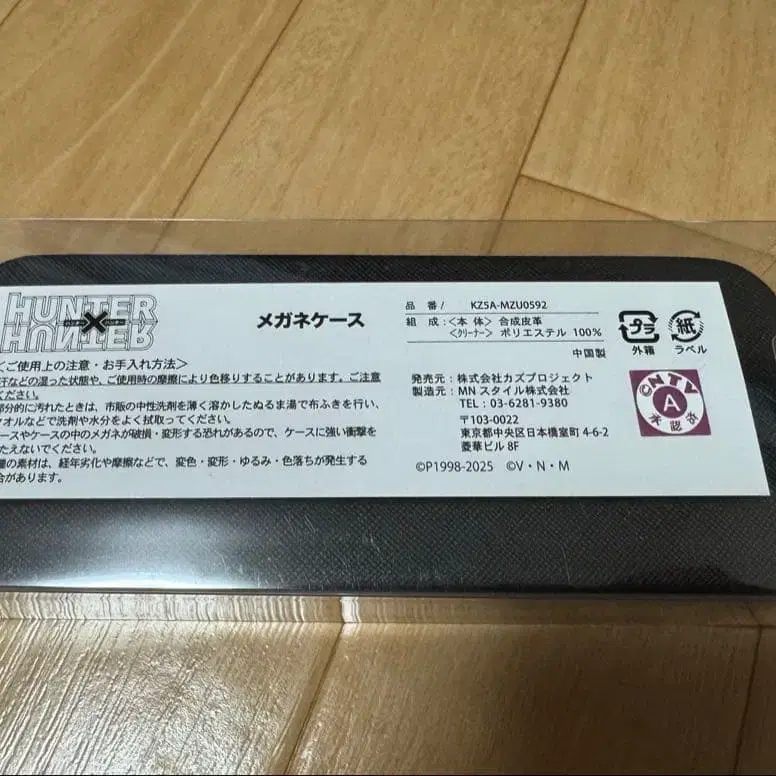 HUNTER
ハンター×ハンター
HUNTER
メガネケース
<ご使用上の注意・お手入れ方法>
汗などの湿った状態や、ご使用時の摩擦により色移りすることがあります。ご注意
ください。
部分的に汚れたときは、市販の中性洗剤を薄く溶かしたぬるま湯で布ふきを行い、
タオルなどで洗剤や水分をよく拭取ってください。
ケースやケースの中のメガネが破損・変形する恐れがあるので、ケースに強い衝撃を
たえないでください。
の素材は、経年劣化や摩擦などで、変色・変形・ゆるみ・色落ちが発生する
合があります。
品 番 / KZ5A-MZU0592
組 成:<本 体> 合成皮革
<クリーナー> ポリエステル 100%
中国製
発売元:株式会社カズプロジェクト
製造元:MN スタイル株式会社
TEL:03-6281-9380
〒103-0022
東京都中央区日本橋室町 4-6-2
菱華ビル 8F
©P1998-2025 ©V・N・M
プラ
外箱
紙
ラベル
©NTV
A
承認済